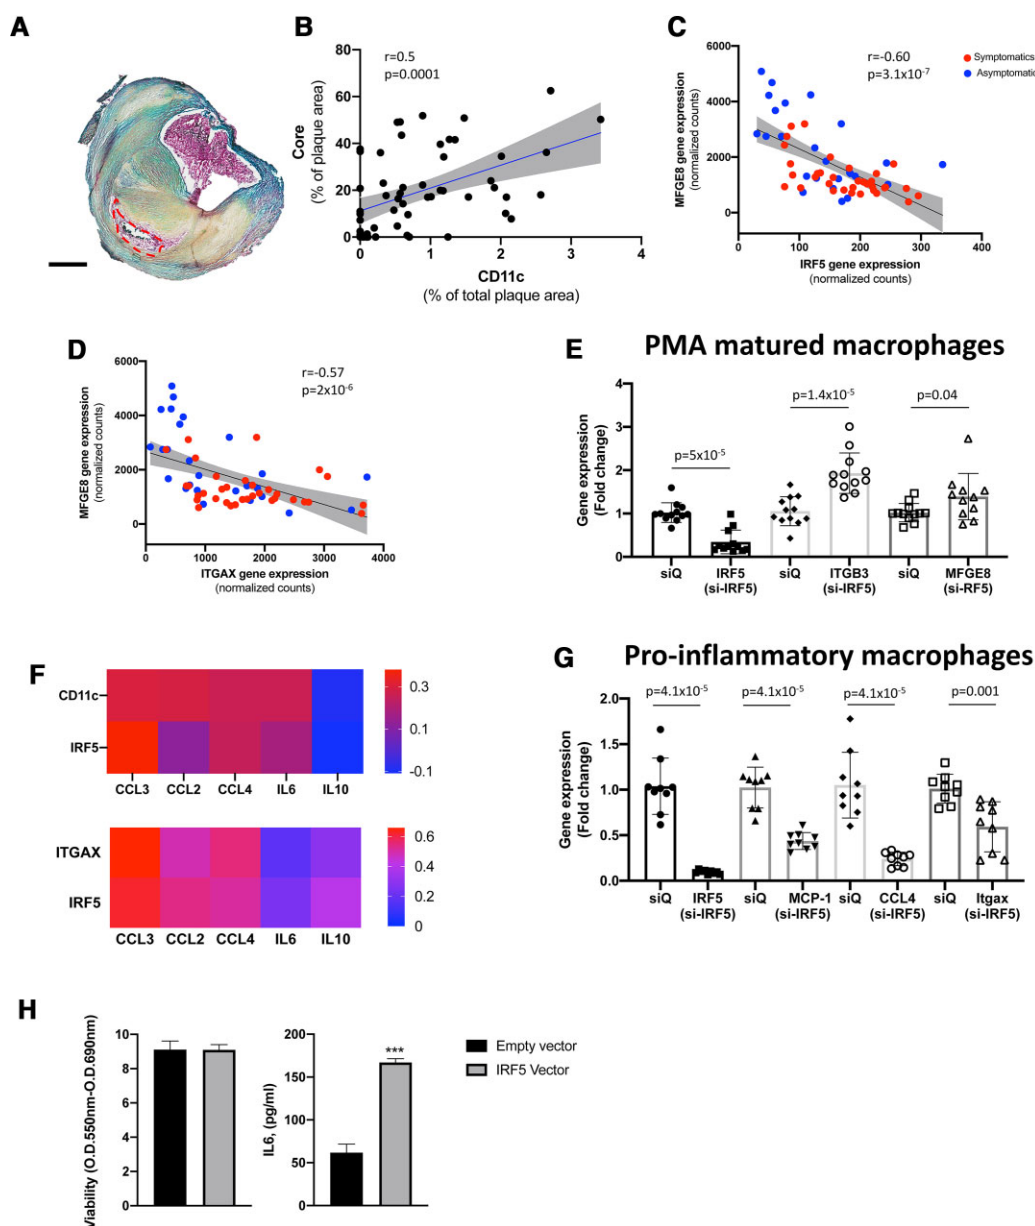 A
B
r=0.5
p=0.0001
Core
(% of plaque area)
80
60
40
20
0
0
1
2
3
4
CD11c
(% of total plaque area)
C
r=-0.60
p=3.1x10-7
Symptomatics
Asymptomatic
MFGE8 gene expression
(normalized counts)
6000
4000
2000
0
0
100
200
300
400
IRF5 gene expression
(normalized counts)
D
r=-0.57
p=2x10-6
MFGE8 gene expression
(normalized counts)
6000
4000
2000
0
0
1000
2000
3000
4000
ITGAX gene expression
(normalized counts)
E
PMA matured macrophages
Gene expression
(Fold change)
4
3
2
1
0
p=5x10-5
p=1.4x10-5
p=0.04
siQ
IRF5
(si-IRF5)
siQ
ITGB3
(si-IRF5)
siQ
MFGE8
(si-RF5)
F
CD11c
IRF5
CCL3
CCL2
CCL4
IL6
IL10
0.3
0.1
-0.1
ITGAX
IRF5
CCL3
CCL2
CCL4
IL6
IL10
0.6
0.4
0.2
0
G
Pro-inflammatory macrophages
Gene expression
(Fold change)
2.0
1.5
1.0
0.5
0.0
p=4.1x10-5
p=4.1x10-5
p=4.1x10-5
p=0.001
siQ
IRF5
(si-IRF5)
siQ
MCP-1
(si-IRF5)
siQ
CCL4
(si-IRF5)
siQ
Itgax
(si-IRF5)
H
Viability (O.D.550nm-O.D.690nm)
10
8
6
4
2
0
IL6, (pg/ml)
200
150
100
50
0
***
Empty vector
IRF5 Vector